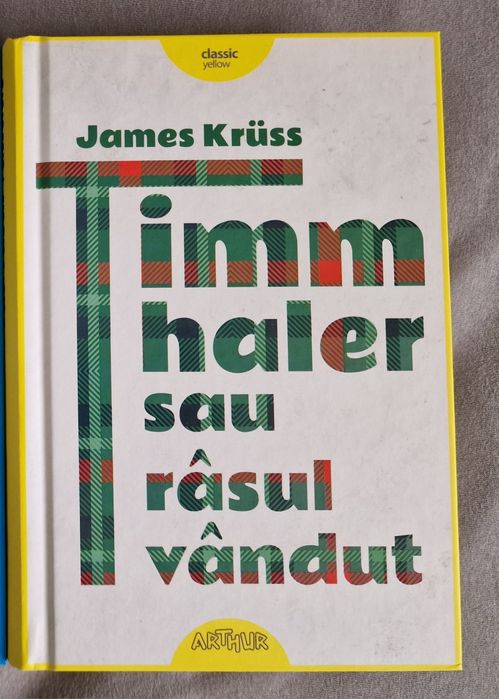 classic
yellow
James Krüss
Timm
haler
sau
râsul
vândut
ARTHUR